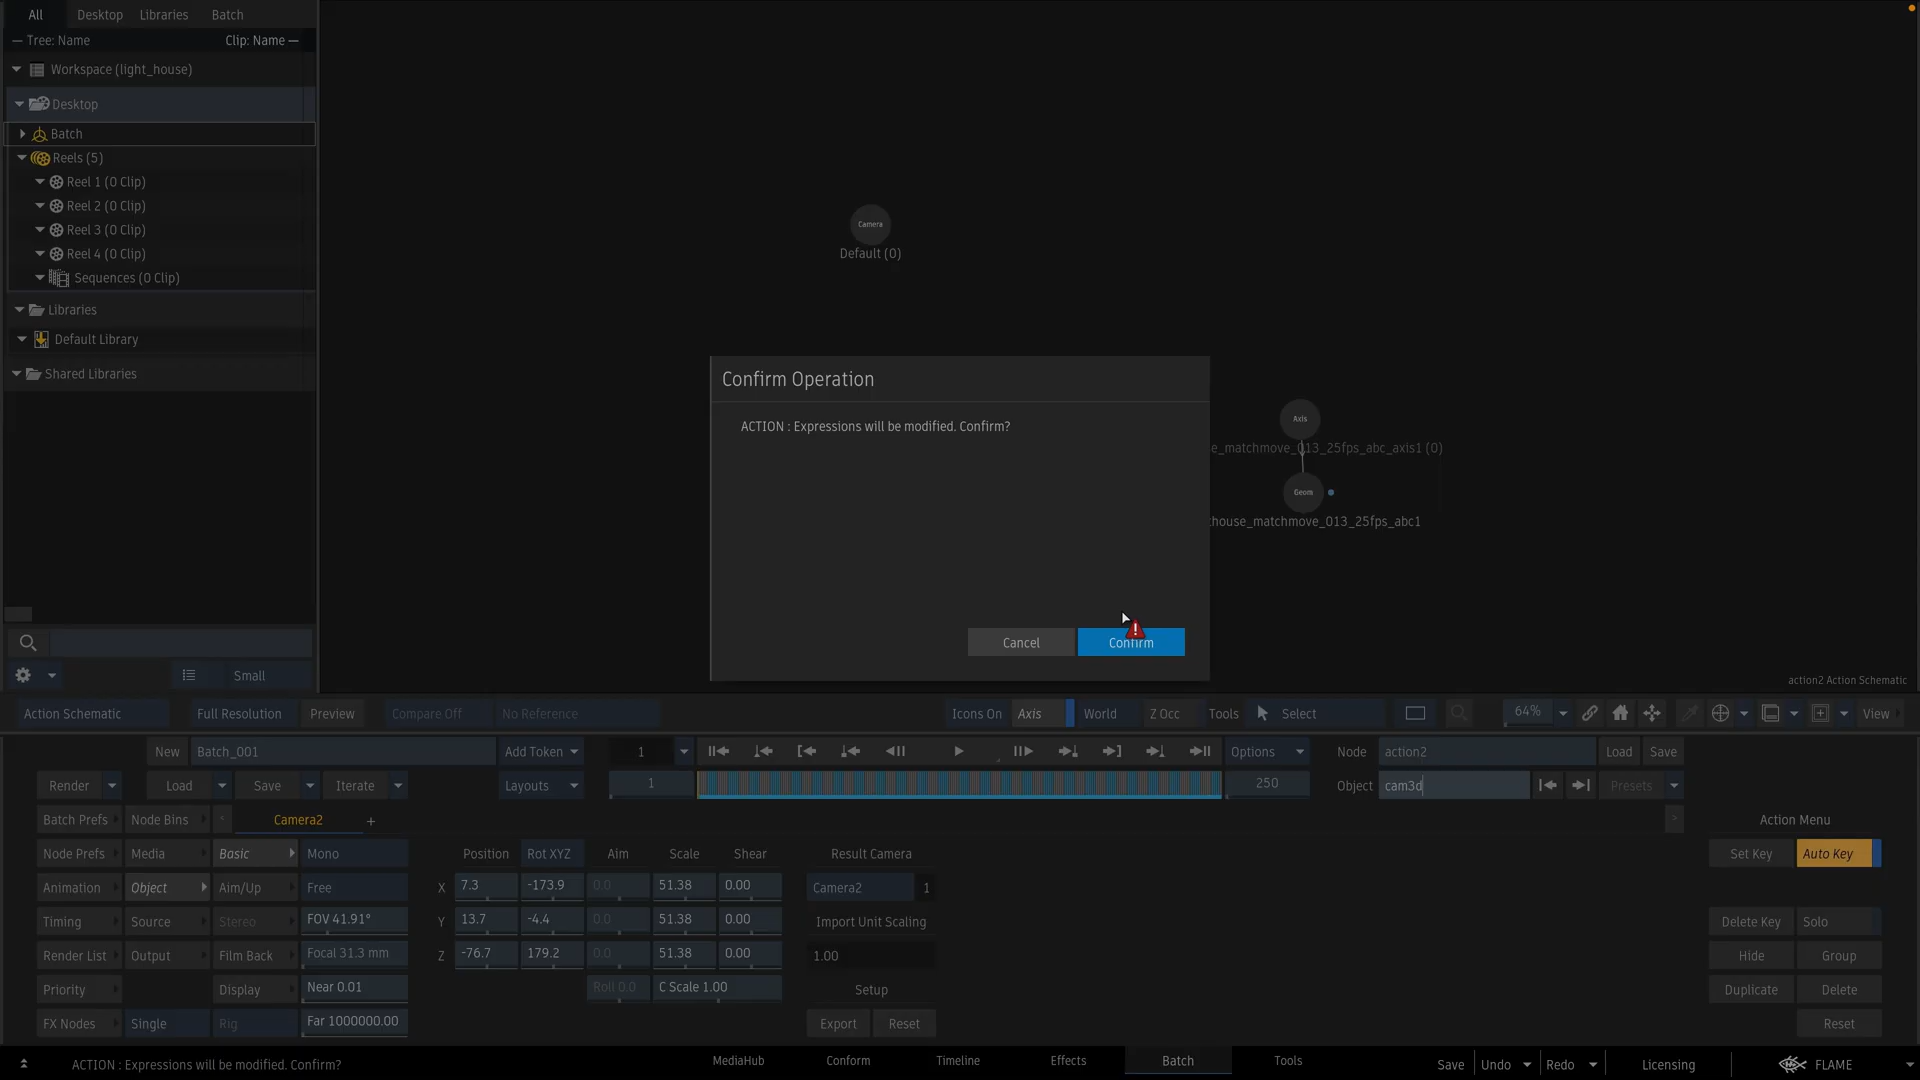 All Desktop Libraries Batch
— Tree: Name Clip: Name —
Workspace (light_house)
Desktop
Batch
Reels (5)
Reel 1 (0 Clip)
Reel 2 (0 Clip)
Reel 3 (0 Clip)
Reel 4 (0 Clip)
Sequences (0 Clip)
Libraries
Default Library
Shared Libraries
Small
Camera
Default (0)
Confirm Operation
ACTION : Expressions will be modified. Confirm?
Cancel Confirm
Axis
e_matchmove_013_25fps_abc_axis1 (0)
Geom
house_matchmove_013_25fps_abc1
action2 Action Schematic
Action Schematic Full Resolution Preview Compare Off No Reference Icons On Axis World Z Occ Tools Select 64% View
New Batch_001 Add Token 1 Options Node action2 Load Save
Render Load Save Iterate Layouts 1 250 Object cam3d Presets
Batch Prefs Node Bins < Camera2 + > Action Menu
Node Prefs Media Basic Mono Position Rot XYZ Aim Scale Shear Result Camera Set Key Auto Key
Animation Object Aim/Up Free X 7.3 -173.9 0.0 51.38 0.00 Camera2 1
Timing Source Stereo FOV 41.91° Y 13.7 -4.4 0.0 51.38 0.00 Import Unit Scaling Delete Key Solo
Render List Output Film Back Focal 31.3 mm Z -76.7 179.2 0.0 51.38 0.00 1.00 Hide Group
Priority Display Near 0.01 Roll 0.0 C Scale 1.00 Setup Duplicate Delete
FX Nodes Single Rig Far 1000000.00 Export Reset Reset
ACTION : Expressions will be modified. Confirm? MediaHub Conform Timeline Effects Batch Tools Save Undo Redo Licensing FLAME